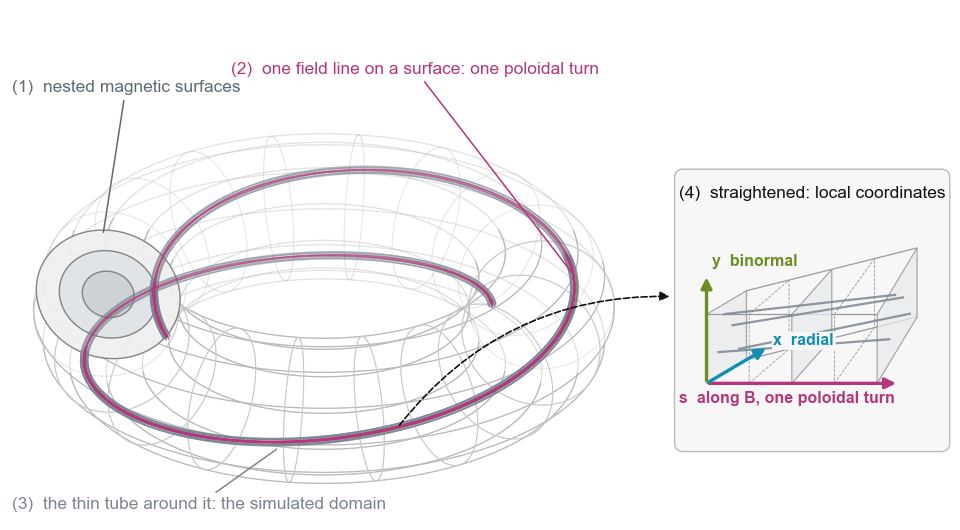 (2) one field line on a surface: one poloidal turn
(1) nested magnetic surfaces
(4) straightened: local coordinates
y binormal
x radial
s along B, one poloidal turn
(3) the thin tube around it: the simulated domain